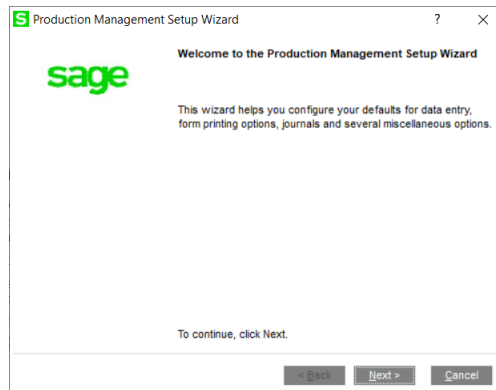 S Production Management Setup Wizard ? X
sage
Welcome to the Production Management Setup Wizard
This wizard helps you configure your defaults for data entry,
form printing options, journals and several miscellaneous options.
To continue, click Next.
< Back Next > Cancel